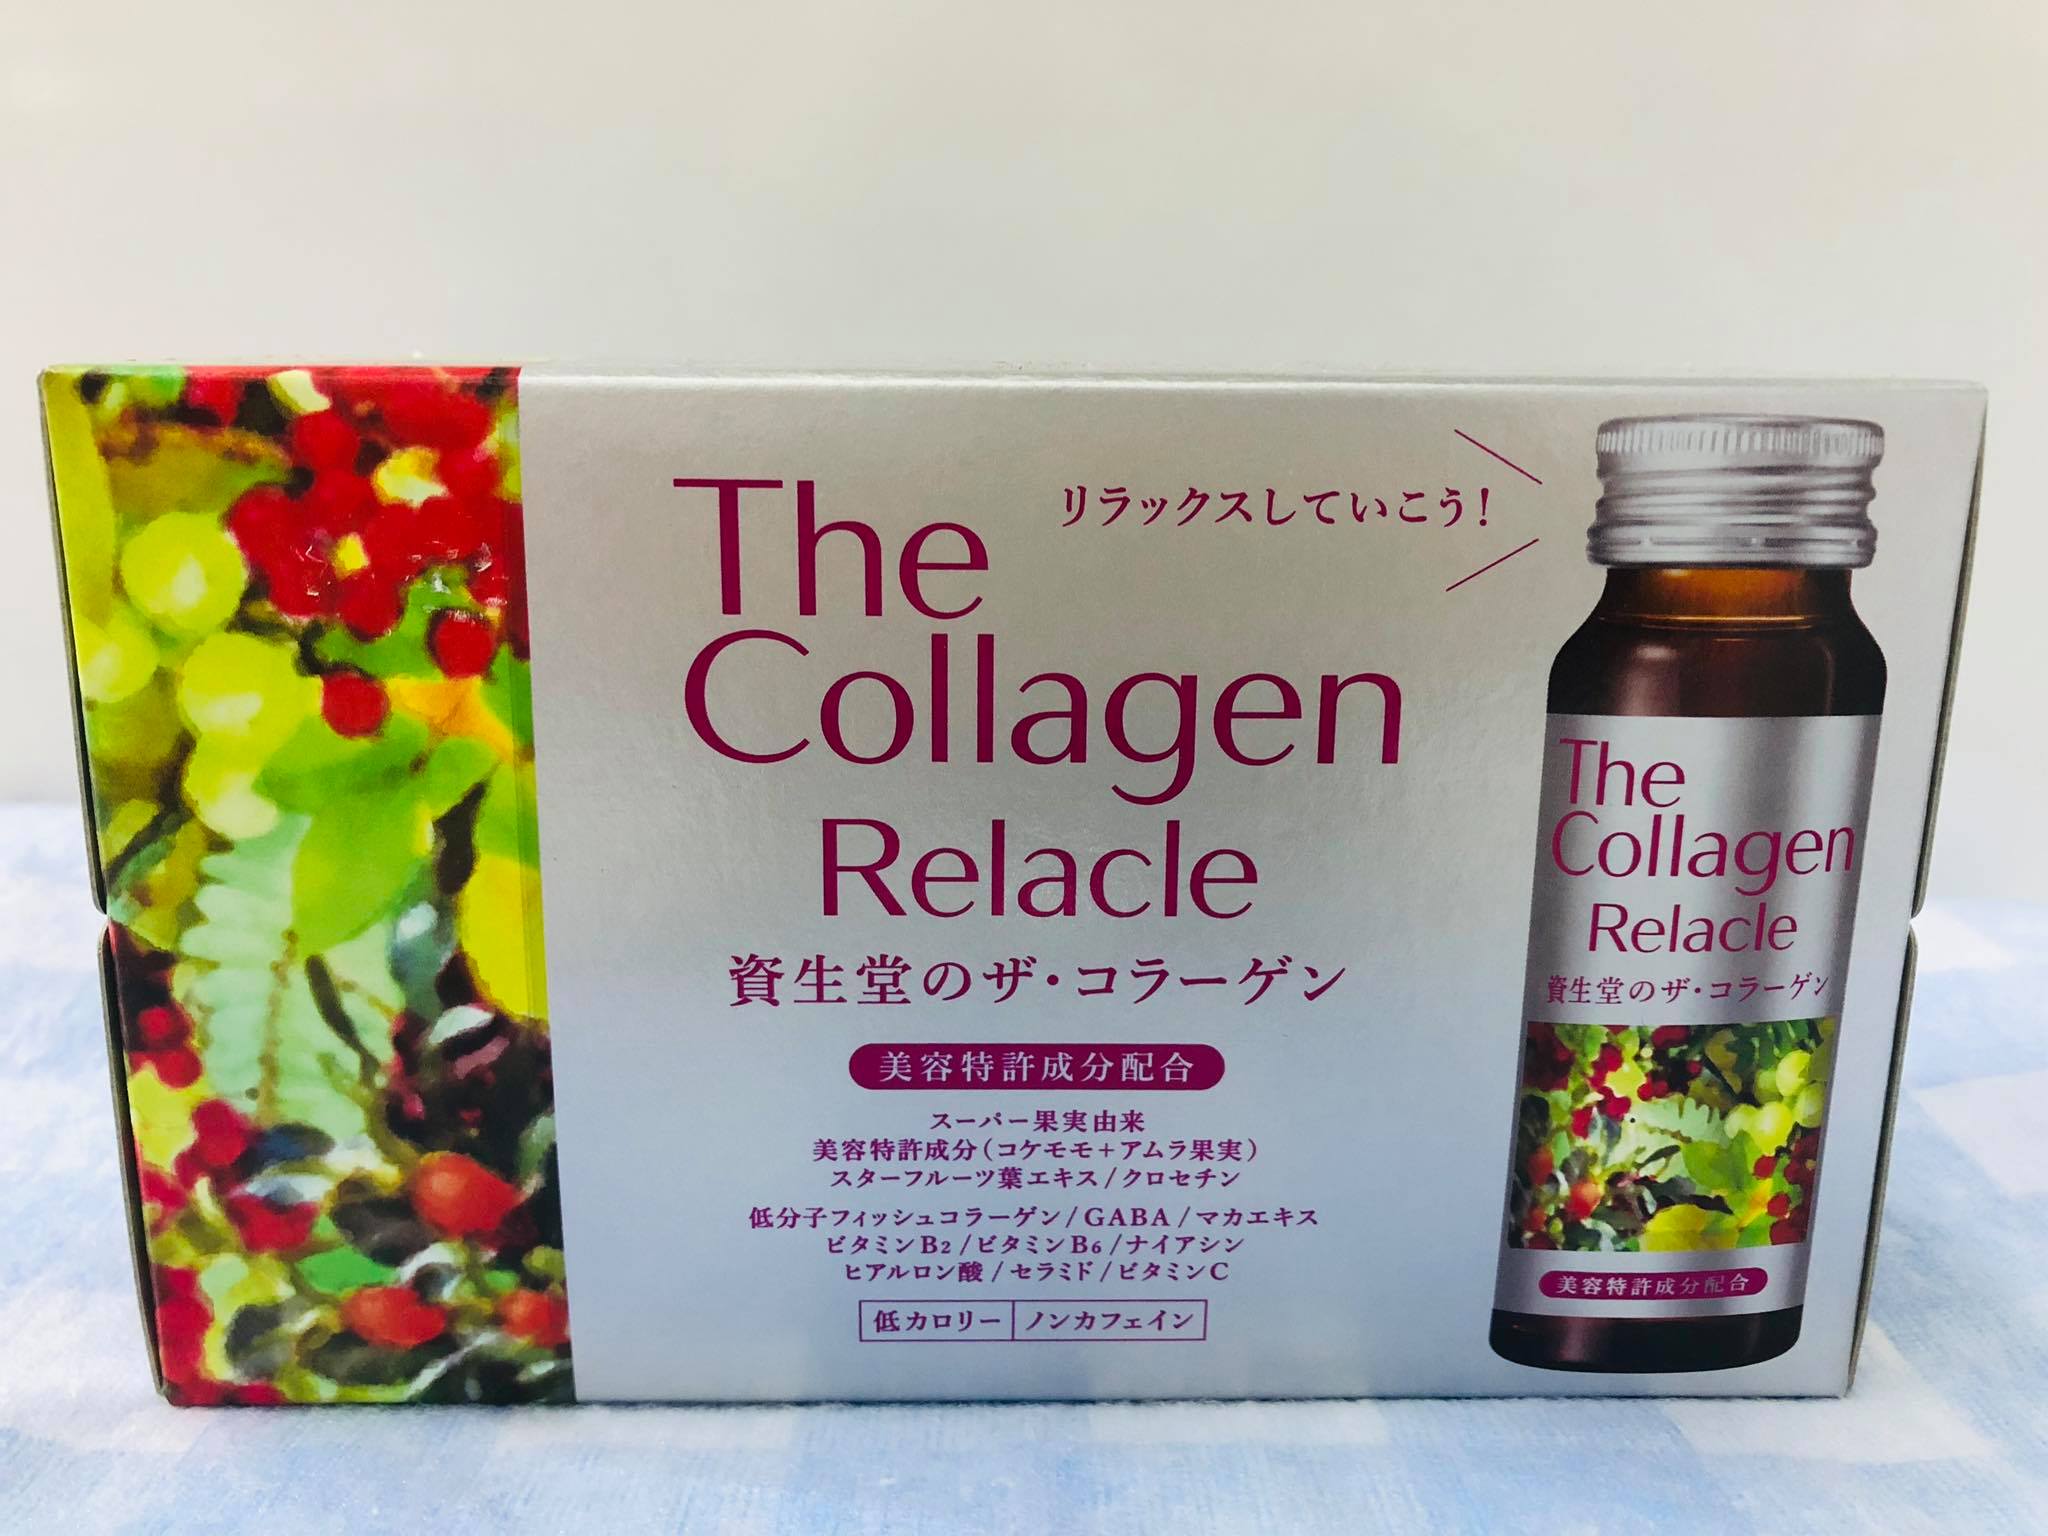 The
Collagen
Relacle
リラックスしていこう!
資生堂のザ・コラーゲン
美容特許成分配合
スーパー果実由来
美容特許成分(コケモモ+アムラ果実)
スターフルーツ葉エキス/クロセチン
低分子フィッシュコラーゲン/GABA/マカエキス
ビタミンB2/ビタミンB6/ナイアシン
ヒアルロン酸/セラミド/ビタミンC
低カロリー ノンカフェイン
The
Collagen
Relacle
資生堂のザ・コラーゲン
美容特許成分配合